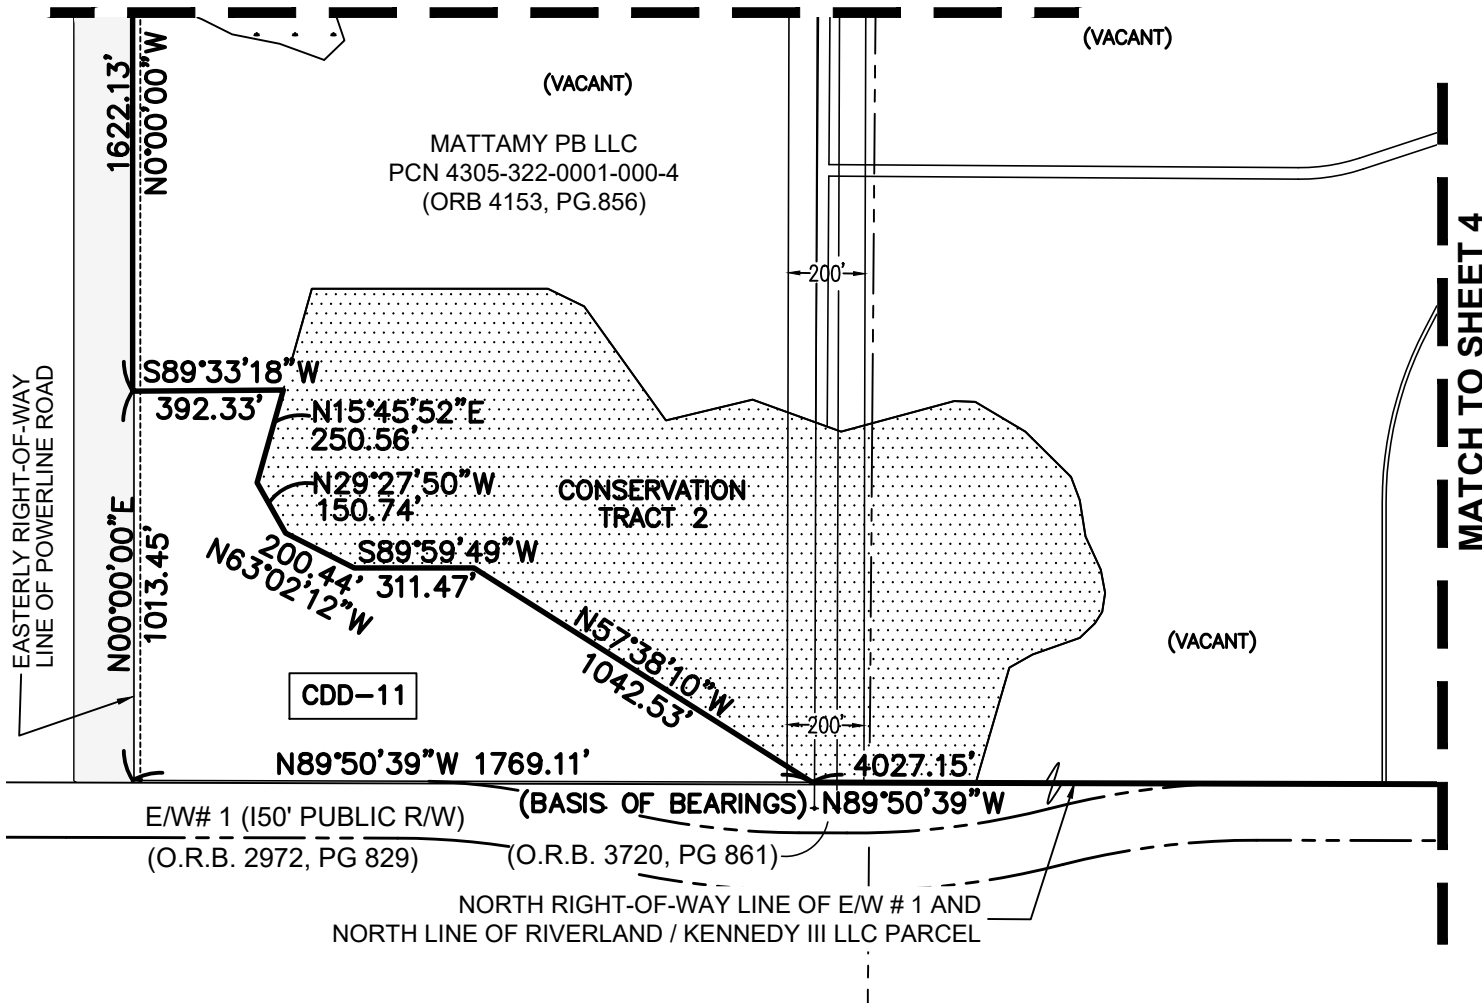 (VACANT)
(VACANT)
1622.13'
N0°00'00"W
MATTAMY PB LLC
PCN 4305-322-0001-000-4
(ORB 4153, PG.856)
200'
MATCH TO SHEET 4
EASTERLY RIGHT-OF-WAY
LINE OF POWERLINE ROAD
S89°33'18"W
392.33'
N15°45'52"E
250.56'
N29°27'50"W
150.74'
CONSERVATION
TRACT 2
N00°00'00"E
1013.45'
200.44'
N63°02'12"W
S89°59'49"W
311.47'
N57°38'10"W
1042.53'
(VACANT)
CDD-11
200'
N89°50'39"W 1769.11'
4027.15'
(BASIS OF BEARINGS) N89°50'39"W
E/W# 1 (I50' PUBLIC R/W)
(O.R.B. 2972, PG 829)
(O.R.B. 3720, PG 861)
NORTH RIGHT-OF-WAY LINE OF E/W # 1 AND
NORTH LINE OF RIVERLAND / KENNEDY III LLC PARCEL